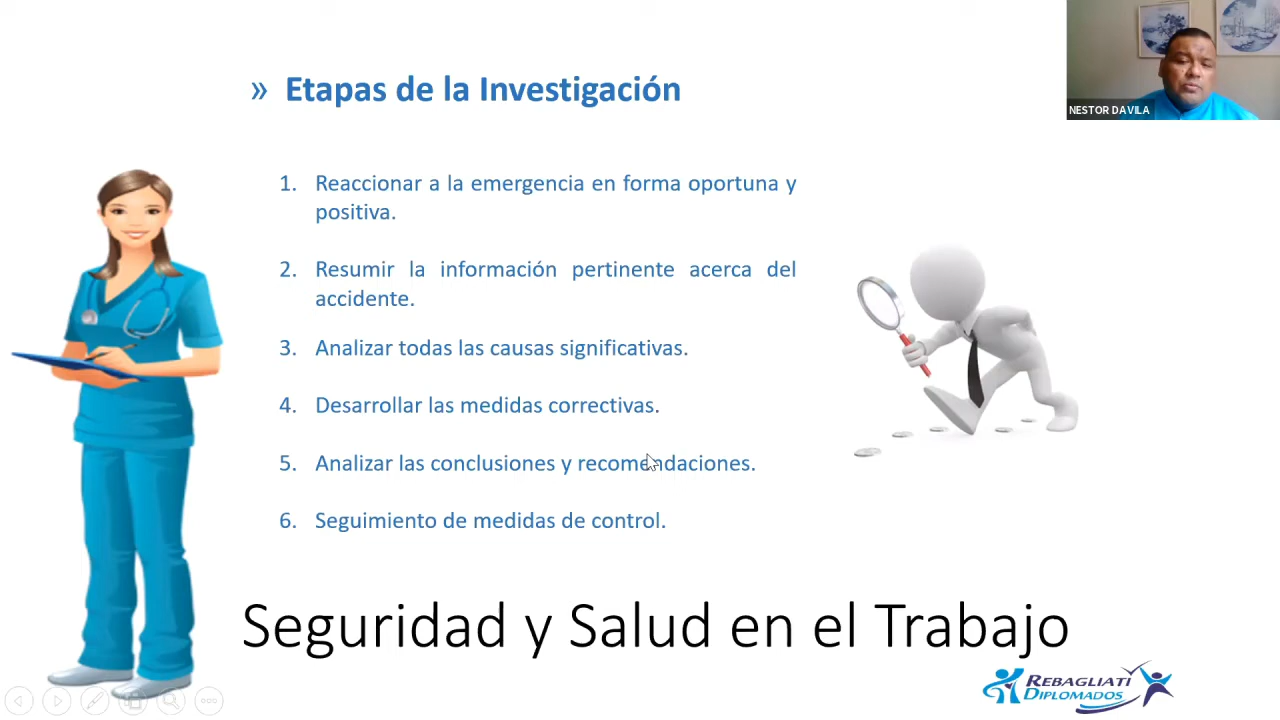 » Etapas de la Investigación
NESTOR DAVILA
1. Reaccionar a la emergencia en forma oportuna y
positiva.
2. Resumir la información pertinente acerca del
accidente.
3. Analizar todas las causas significativas.
4. Desarrollar las medidas correctivas.
5. Analizar las conclusiones y recomendaciones.
6. Seguimiento de medidas de control.
Seguridad y Salud en el Trabajo
REBAGLIATI
DIPLOMADOS